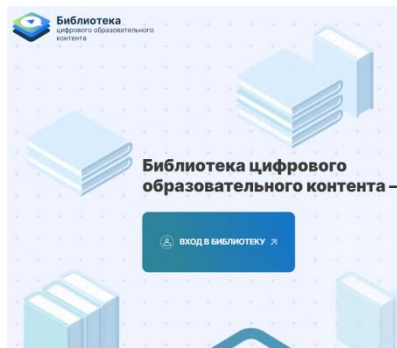 Библиотека
цифрового образовательного
контента
Библиотека цифрового
образовательного контента –
ВХОД В БИБЛИОТЕКУ